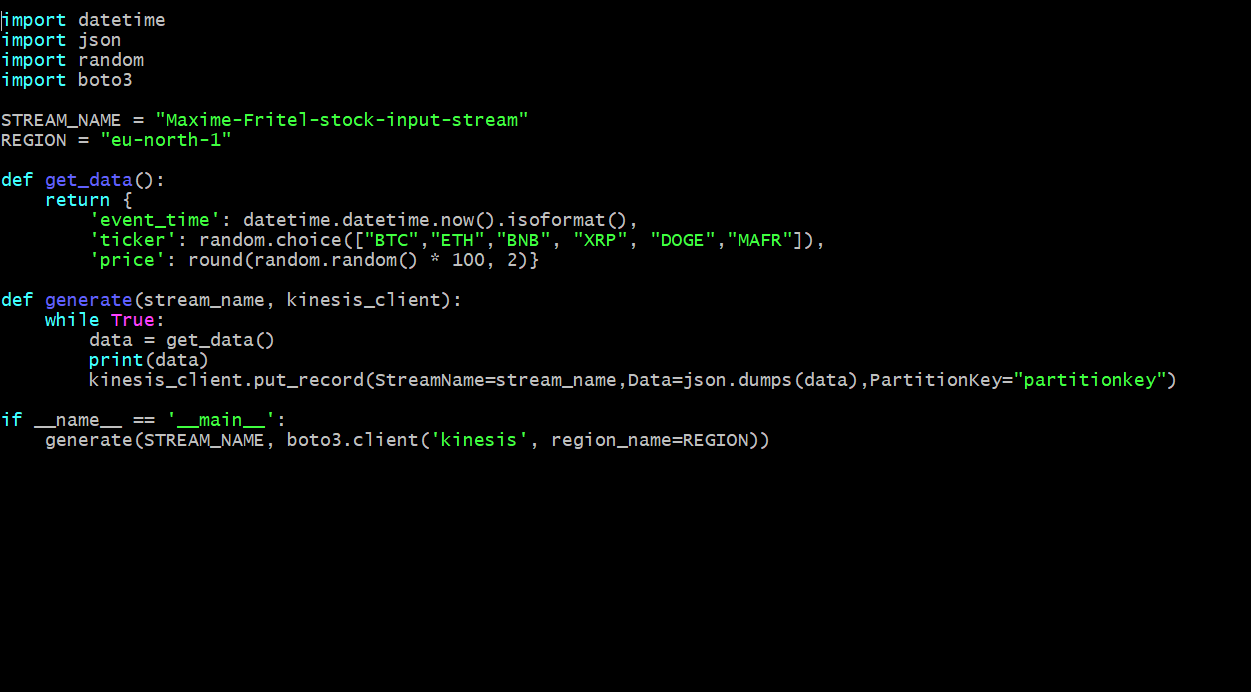 import datetime
import json
import random
import boto3

STREAM_NAME = "Maxime-Fritel-stock-input-stream"
REGION = "eu-north-1"

def get_data():
    return {
        'event_time': datetime.datetime.now().isoformat(),
        'ticker': random.choice(["BTC","ETH","BNB", "XRP", "DOGE","MAFR"]),
        'price': round(random.random() * 100, 2)}

def generate(stream_name, kinesis_client):
    while True:
        data = get_data()
        print(data)
        kinesis_client.put_record(StreamName=stream_name,Data=json.dumps(data),PartitionKey="partitionkey")

if __name__ == '__main__':
    generate(STREAM_NAME, boto3.client('kinesis', region_name=REGION))